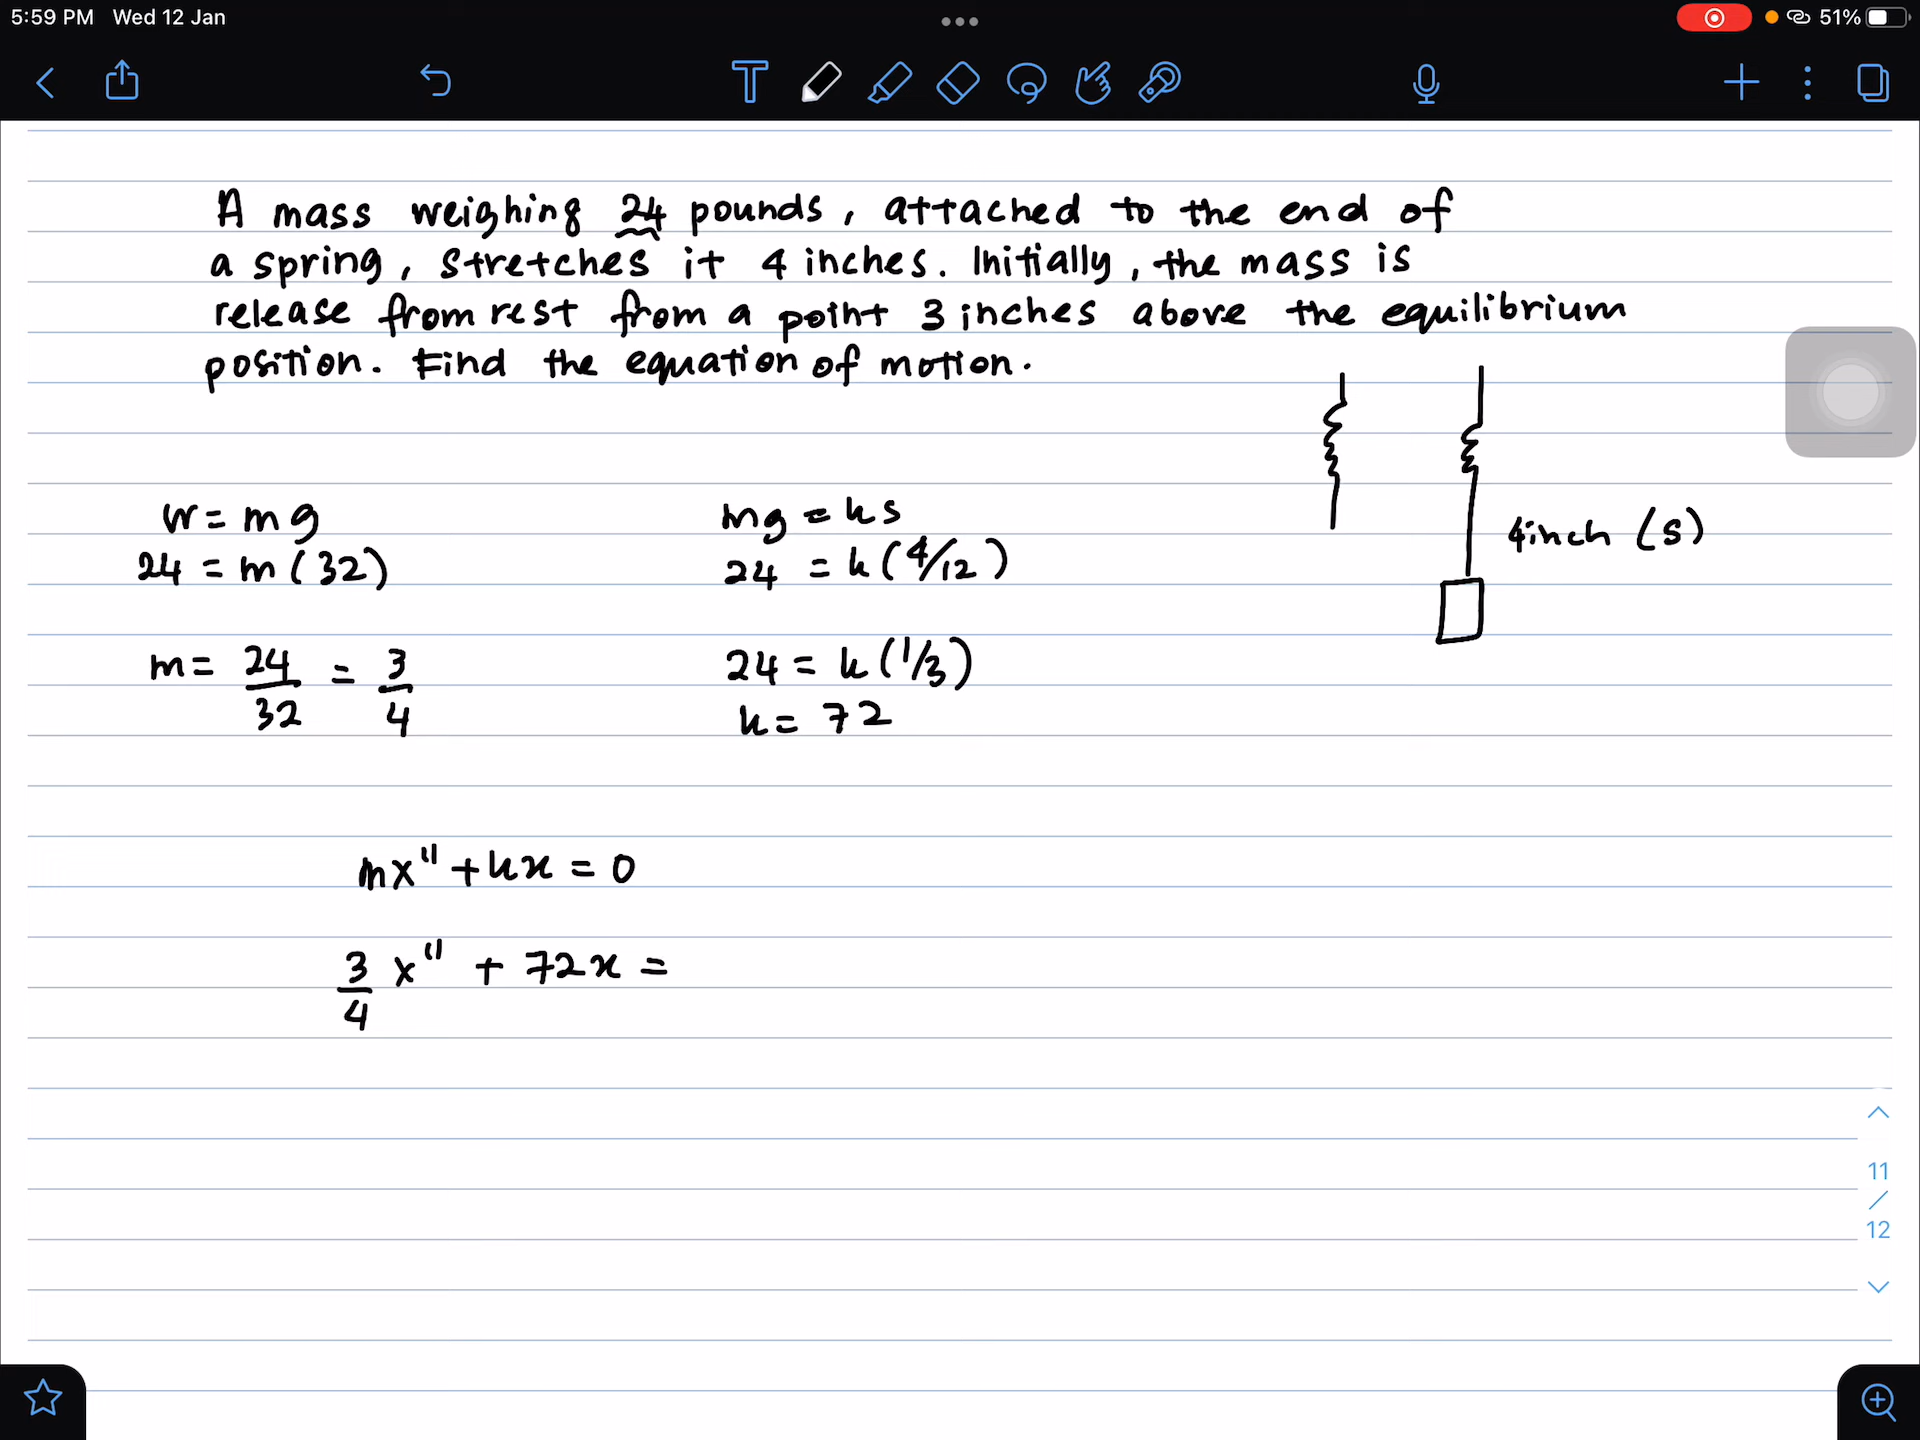 5:59 PM Wed 12 Jan
51%
T
A mass weighing 24 pounds, attached to the end of
a spring, stretches it 4 inches. Initially, the mass is
release from rest from a point 3 inches above the equilibrium
position. Find the equation of motion.
W = mg
24 = m (32)
m = 24/32 = 3/4
mg = ks
24 = k (4/12)
24 = k (1/3)
k = 72
4inch (s)
mx" + kx = 0
3/4 x" + 72x =
11
/
12